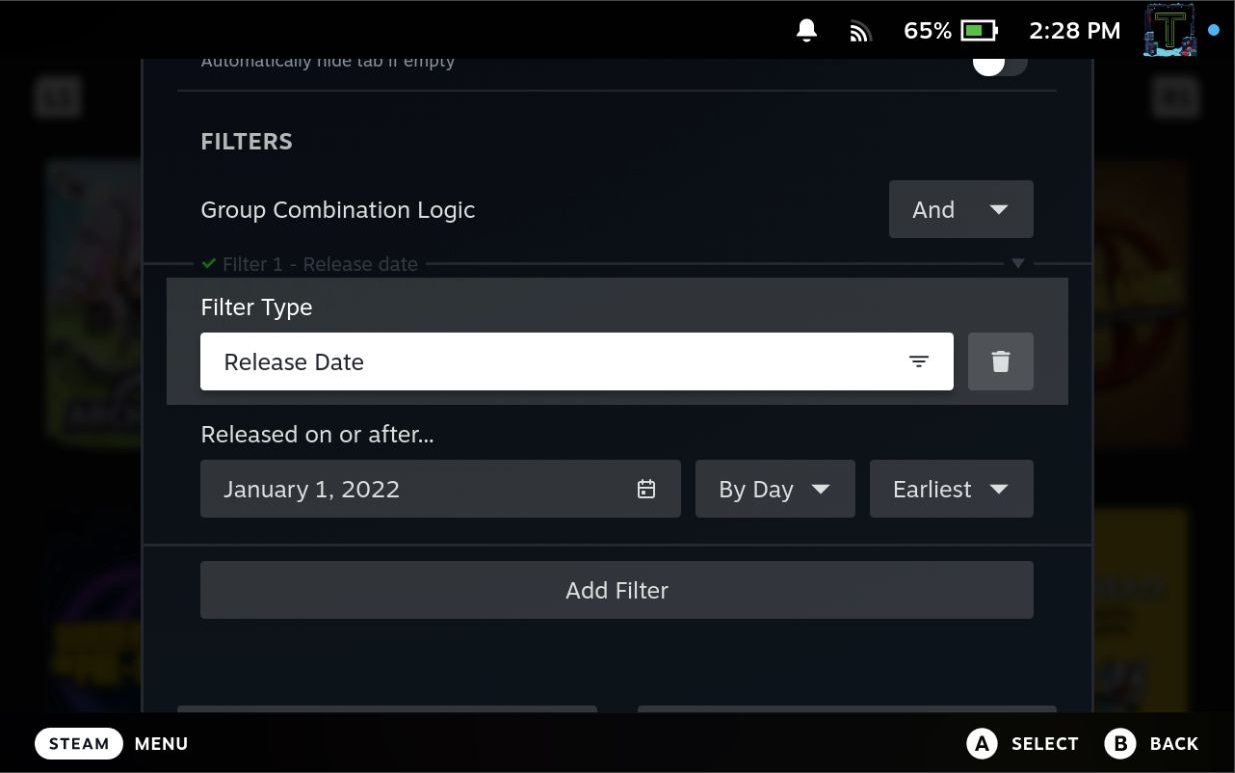 65% 2:28 PM
T
Automatically hide tab if empty
FILTERS
Group Combination Logic And
Filter 1 - Release date
Filter Type
Release Date
Released on or after...
January 1, 2022 By Day Earliest
Add Filter
STEAM MENU A SELECT B BACK